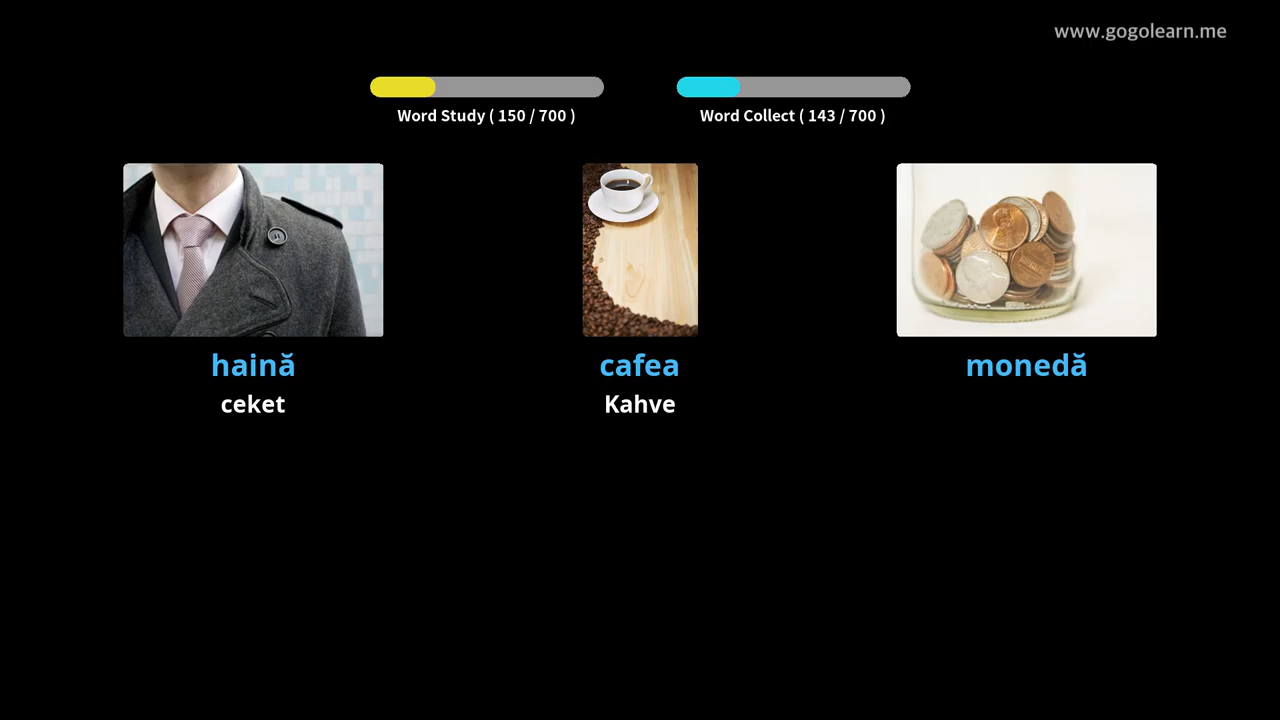 www.gogolearn.me
Word Study ( 150 / 700 )
Word Collect ( 143 / 700 )
haină
ceket
cafea
Kahve
monedă